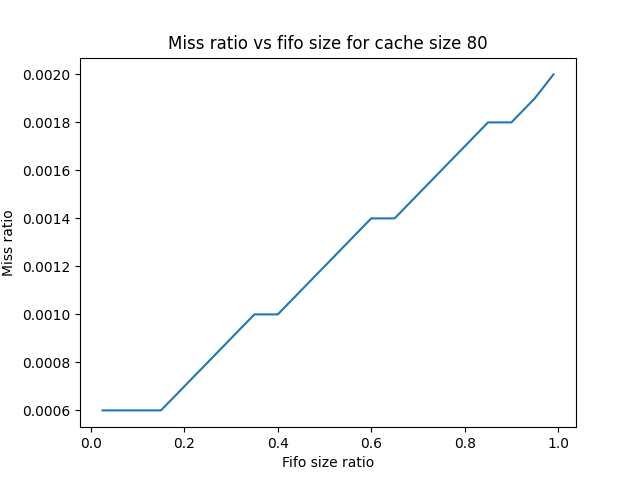 Miss ratio vs fifo size for cache size 80
0.0020
0.0018
0.0016
0.0014
0.0012
0.0010
0.0008
0.0006
Miss ratio
0.0 0.2 0.4 0.6 0.8 1.0
Fifo size ratio